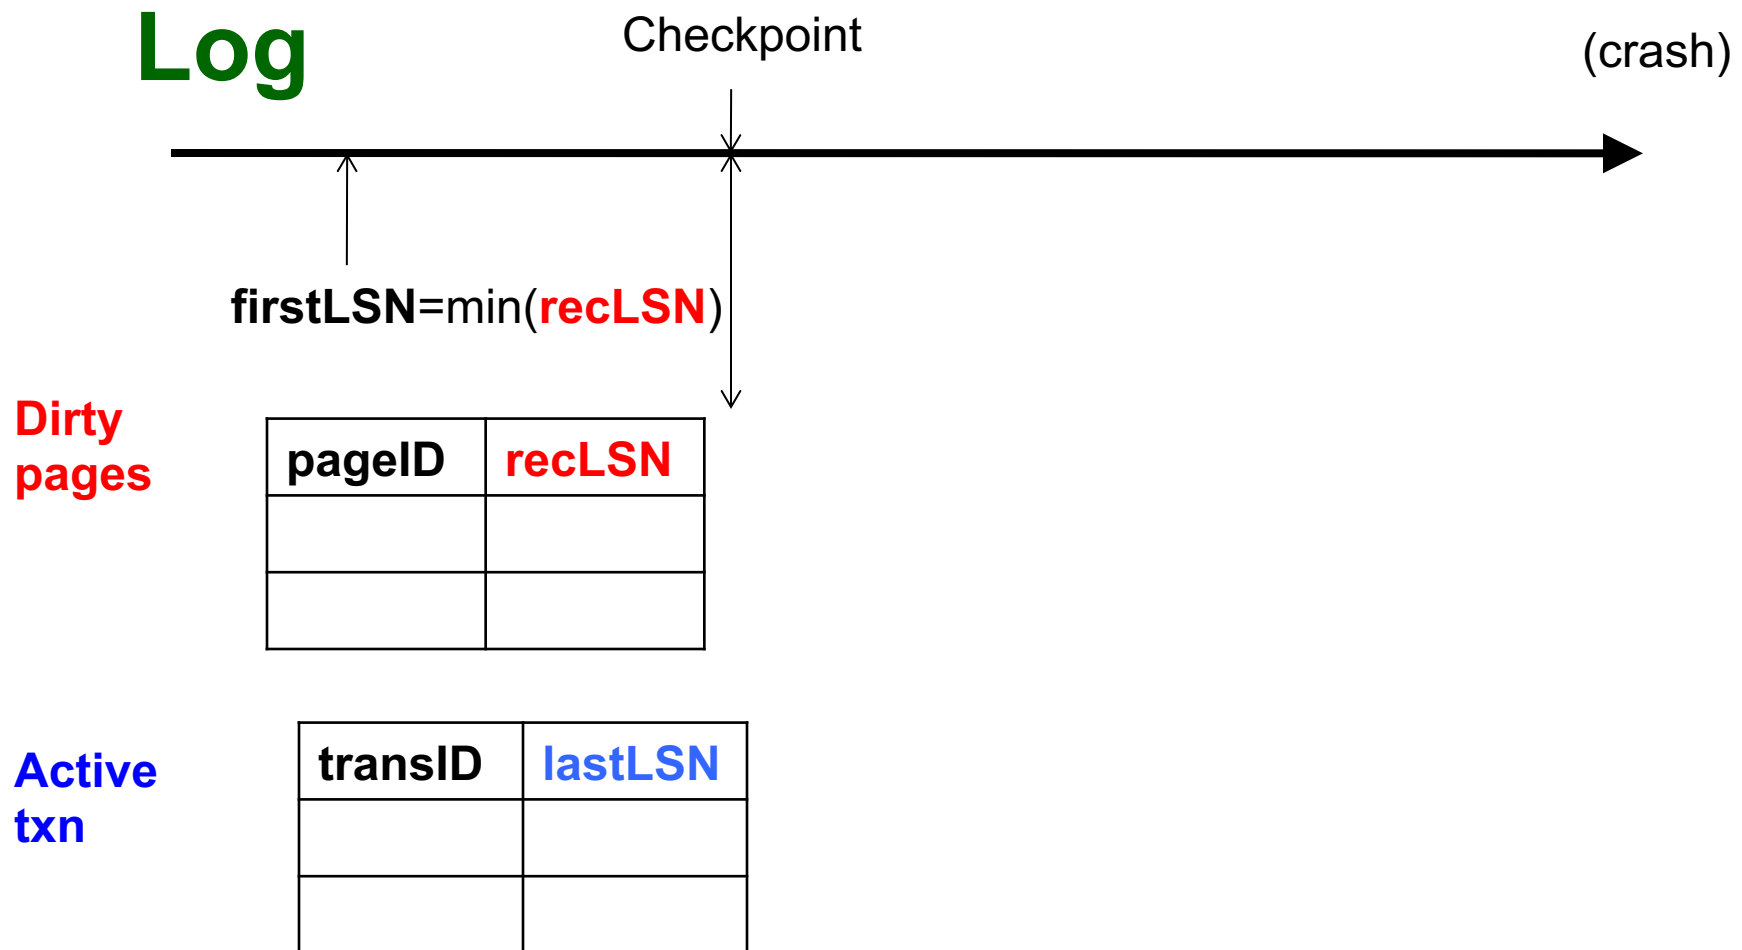 Log
Checkpoint
(crash)
firstLSN=min(recLSN)
Dirty
pages
pageID recLSN
Active
txn
transID lastLSN